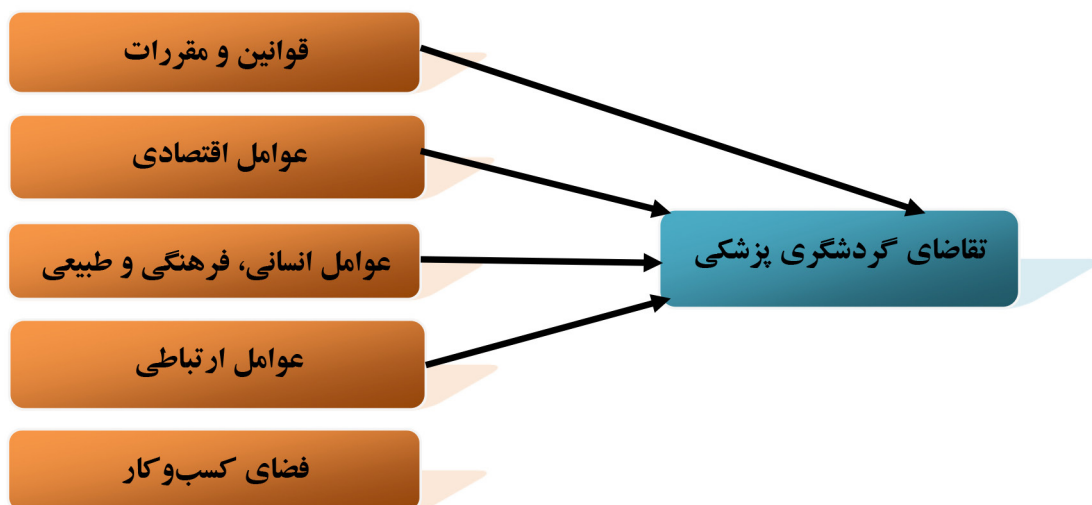 قوانین و مقررات
عوامل اقتصادی
عوامل انسانی، فرهنگی و طبیعی
تقاضای گردشگری پزشکی
عوامل ارتباطی
فضای کسب‌وکار